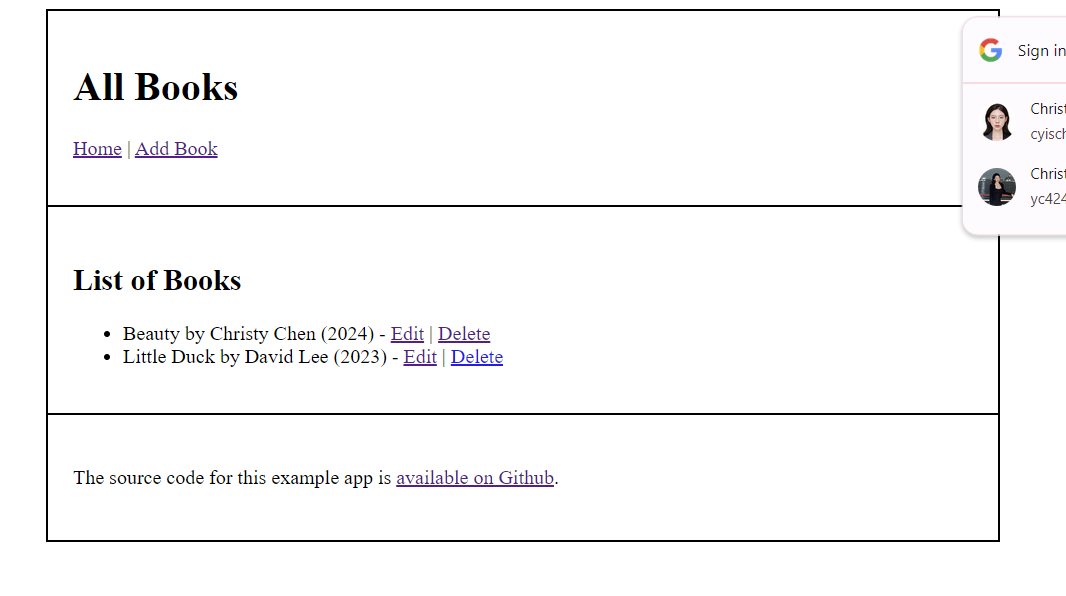 All Books
Home | Add Book
List of Books
Beauty by Christy Chen (2024) - Edit | Delete
Little Duck by David Lee (2023) - Edit | Delete
The source code for this example app is available on Github.
Sign in
Christ
cyisch
Christ
yc424